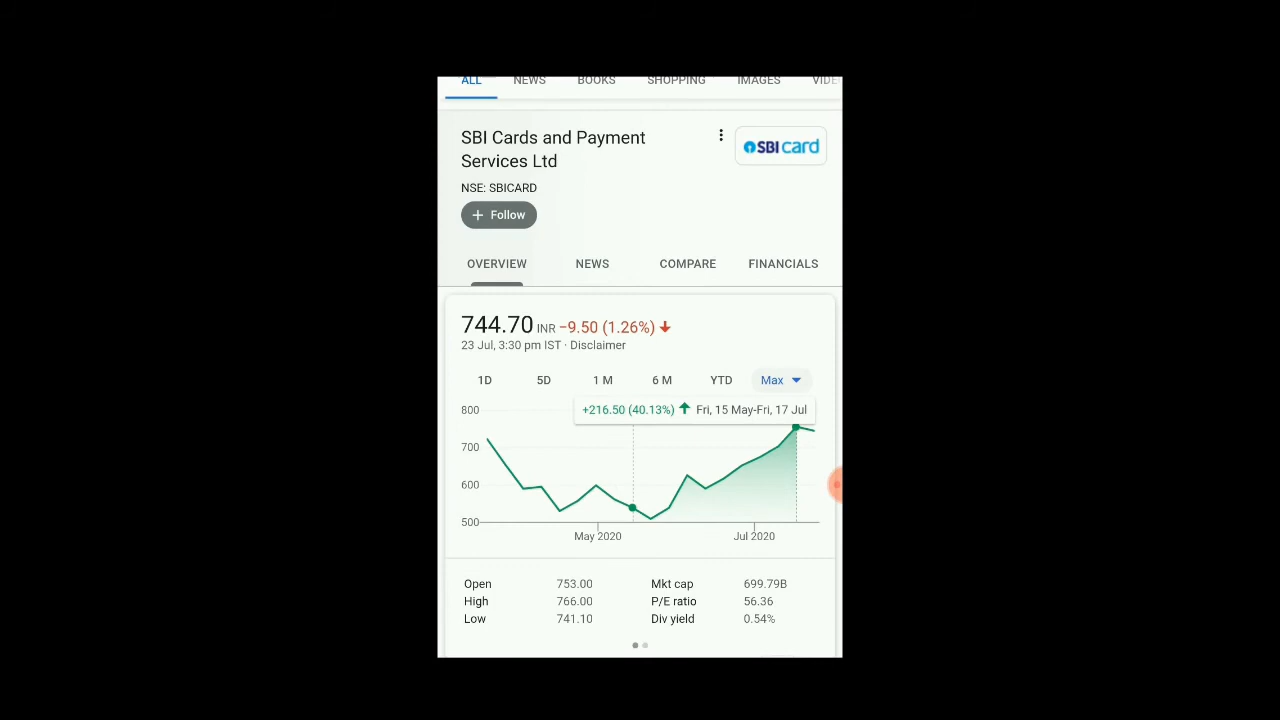 ALL NEWS BOOKS SHOPPING IMAGES VIDE
SBI Cards and Payment
Services Ltd
SBI card
NSE: SBICARD
+ Follow
OVERVIEW NEWS COMPARE FINANCIALS
744.70 INR −9.50 (1.26%)
23 Jul, 3:30 pm IST · Disclaimer
1D 5D 1 M 6 M YTD Max
+216.50 (40.13%) Fri, 15 May-Fri, 17 Jul
800
700
600
500
May 2020 Jul 2020
Open 753.00 Mkt cap 699.79B
High 766.00 P/E ratio 56.36
Low 741.10 Div yield 0.54%